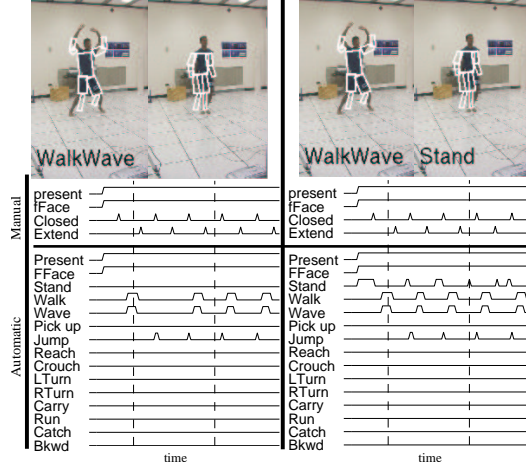 WalkWave
WalkWave Stand
Manual
present
fFace
Closed
Extend
Automatic
Present
FFace
Stand
Walk
Wave
Pick up
Jump
Reach
Crouch
LTurn
RTurn
Carry
Run
Catch
Bkwd
time
present
fFace
Closed
Extend
Present
FFace
Stand
Walk
Wave
Pick up
Jump
Reach
Crouch
LTurn
RTurn
Carry
Run
Catch
Bkwd
time